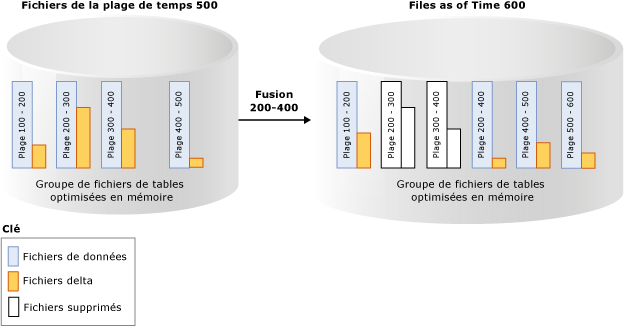 Fichiers de la plage de temps 500
Files as of Time 600
Plage 100 - 200
Plage 200 - 300
Plage 300 - 400
Plage 400 - 500
Fusion
200-400
Plage 100 - 200
Plage 200 - 300
Plage 300 - 400
Plage 200 - 400
Plage 400 - 500
Plage 500 - 600
Groupe de fichiers de tables
optimisées en mémoire
Groupe de fichiers de tables
optimisées en mémoire
Clé
Fichiers de données
Fichiers delta
Fichiers supprimés